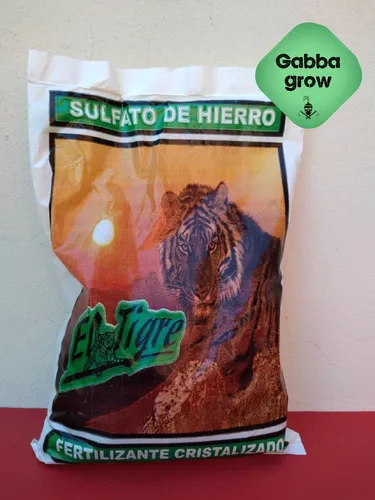 Gabba
grow
SULFATO DE HIERRO
El Tigre
FERTILIZANTE CRISTALIZADO